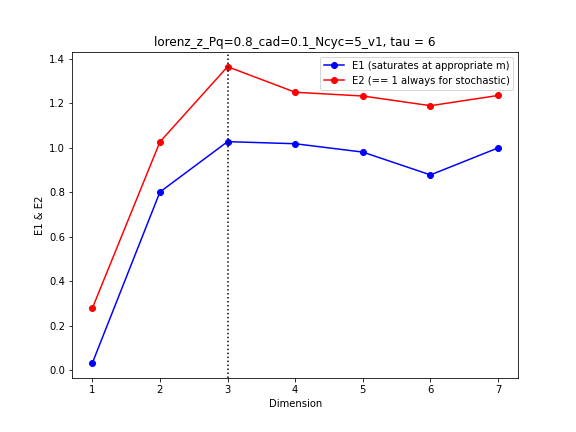 lorenz_z_Pq=0.8_cad=0.1_Ncyc=5_v1, tau = 6
E1 (saturates at appropriate m)
E2 (== 1 always for stochastic)
1.4
1.2
1.0
0.8
0.6
0.4
0.2
0.0
E1 & E2
1 2 3 4 5 6 7
Dimension